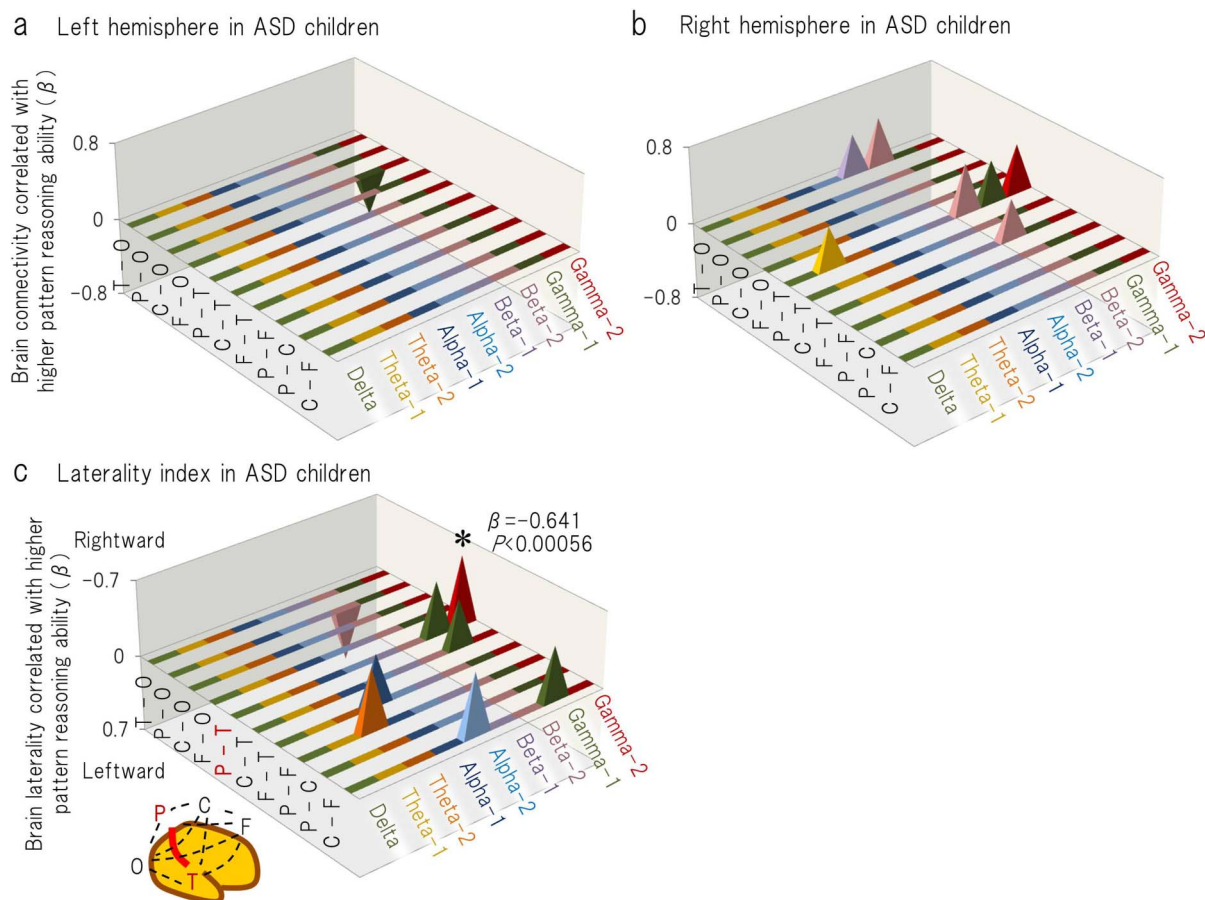 a Left hemisphere in ASD children
Brain connectivity correlated with
higher pattern reasoning ability (β)
0.8
0
−0.8
T−O
P−O
C−O
F−O
P−T
C−T
F−T
P−F
P−C
C−F
Delta
Theta−1
Theta−2
Alpha−1
Alpha−2
Beta−1
Beta−2
Gamma−1
Gamma−2
b Right hemisphere in ASD children
0.8
0
−0.8
T−O
P−O
C−O
F−O
P−T
C−T
F−T
P−F
P−C
C−F
Delta
Theta−1
Theta−2
Alpha−1
Alpha−2
Beta−1
Beta−2
Gamma−1
Gamma−2
c Laterality index in ASD children
Brain laterality correlated with higher
pattern reasoning ability (β)
Rightward
−0.7
0
0.7
Leftward
*
β=−0.641
P<0.00056
T−O
P−O
C−O
F−O
P−T
C−T
F−T
P−F
P−C
C−F
Delta
Theta−1
Theta−2
Alpha−1
Alpha−2
Beta−1
Beta−2
Gamma−1
Gamma−2
P
C
F
O
T